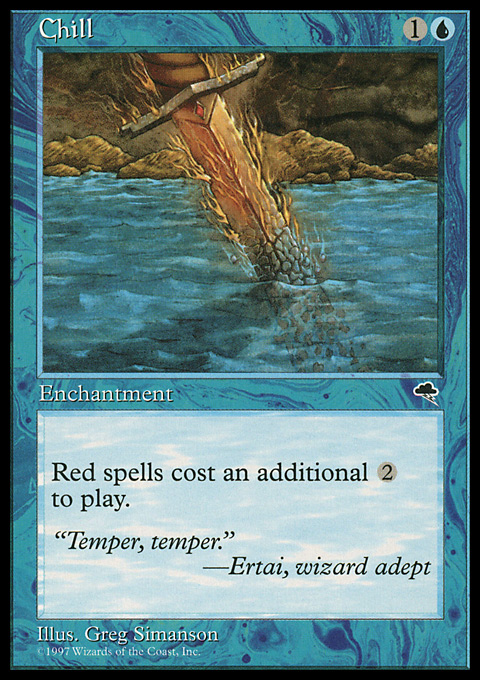 Chill 1
Enchantment
Red spells cost an additional 2
to play.
“Temper, temper.”
—Ertai, wizard adept
Illus. Greg Simanson
©1997 Wizards of the Coast, Inc.